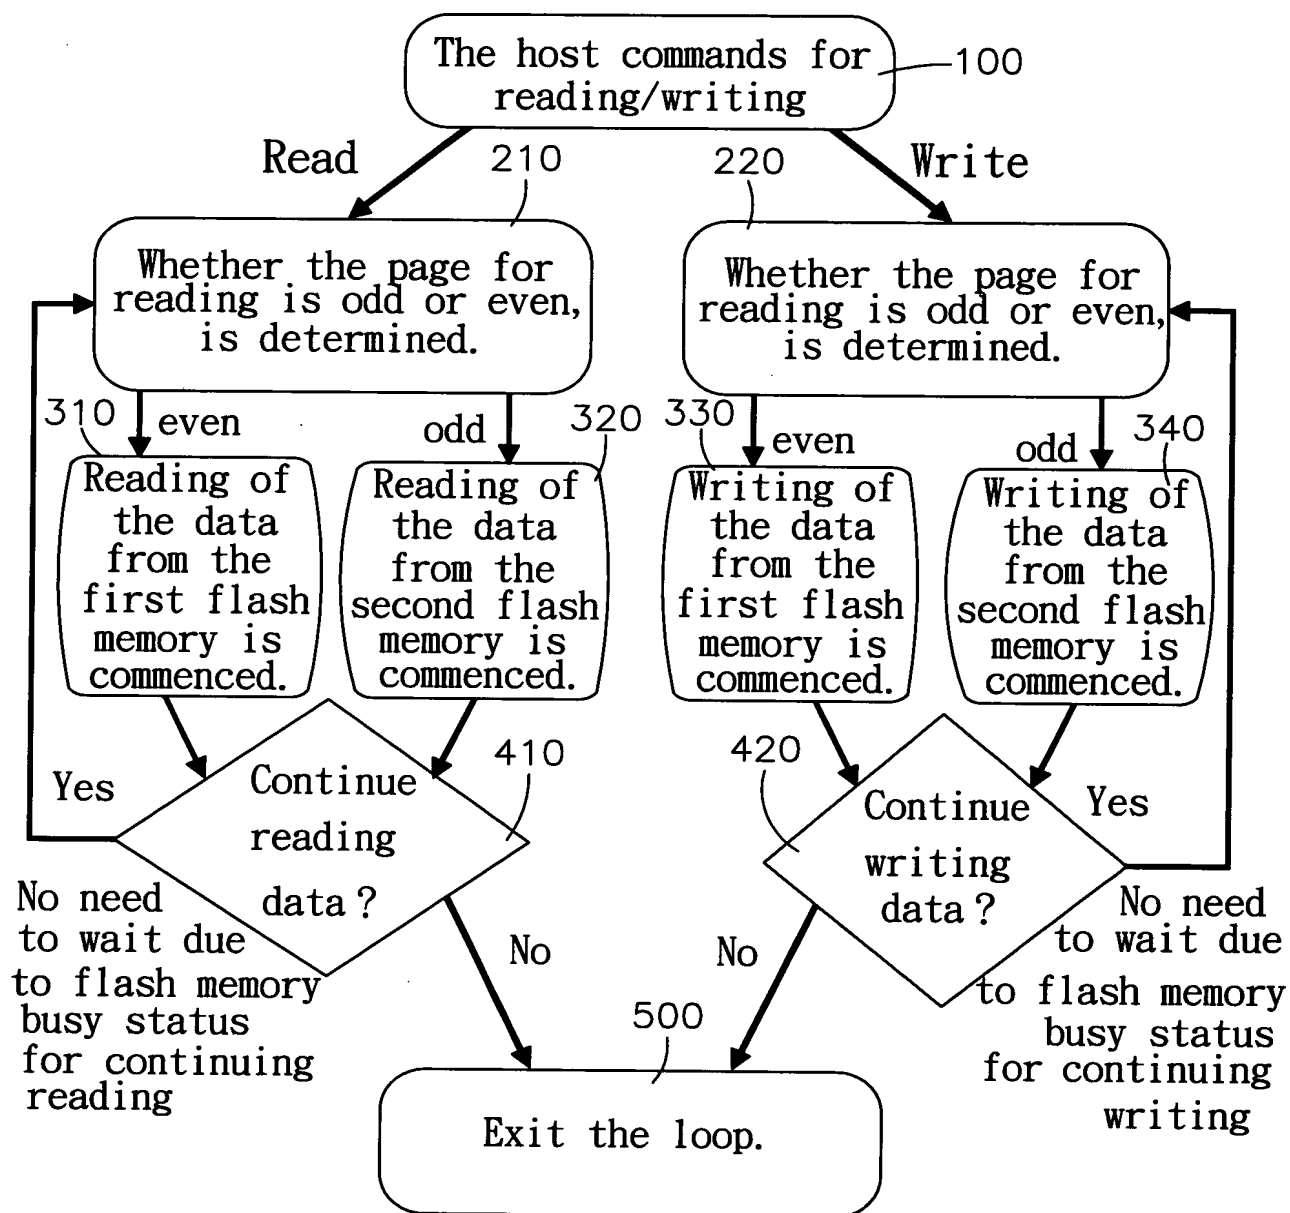 The host commands for
reading/writing
100
Read
210
220
Write
Whether the page for
reading is odd or even,
is determined.
Whether the page for
reading is odd or even,
is determined.
310
even
odd
320
330
even
odd
340
Reading of
the data
from the
first flash
memory is
commenced.
Reading of
the data
from the
second flash
memory is
commenced.
Writing of
the data
from the
first flash
memory is
commenced.
Writing of
the data
from the
second flash
memory is
commenced.
Yes
Continue
reading
data?
410
420
Continue
writing
data?
Yes
No need
to wait due
to flash memory
busy status
for continuing
reading
No
No
No need
to wait due
to flash memory
busy status
for continuing
writing
500
Exit the loop.